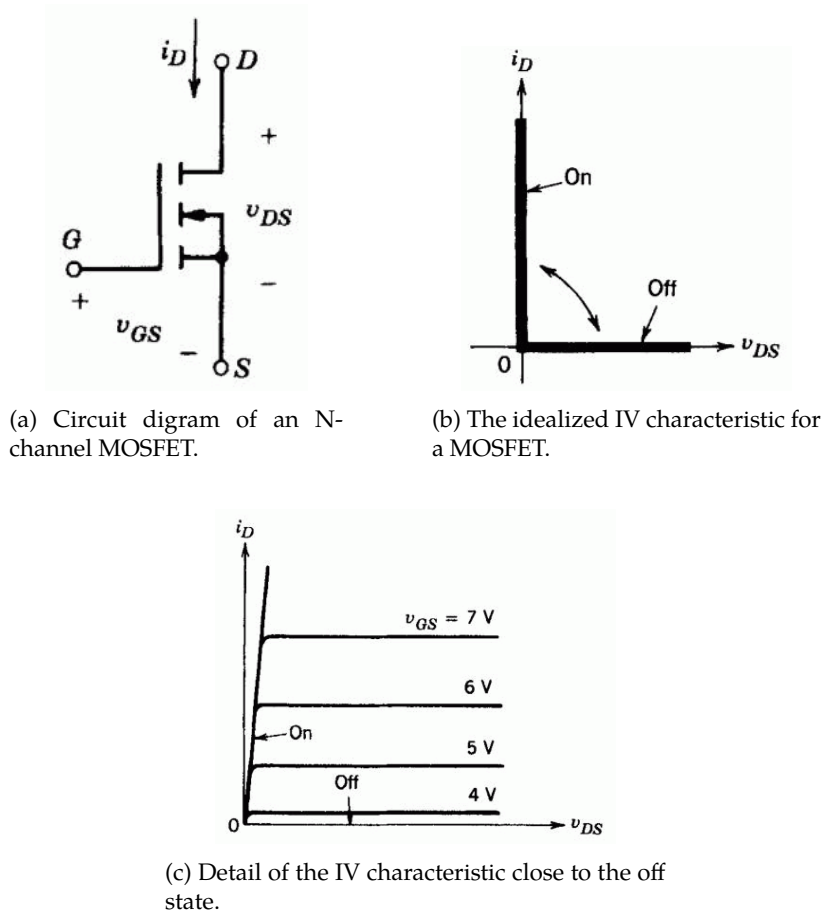 i_D
D
+
v_DS
G
+
−
v_GS
−
S
i_D
On
Off
0
v_DS
(a) Circuit digram of an N-
channel MOSFET.
(b) The idealized IV characteristic for
a MOSFET.
i_D
v_GS = 7 V
6 V
On
5 V
Off
4 V
0
v_DS
(c) Detail of the IV characteristic close to the off
state.